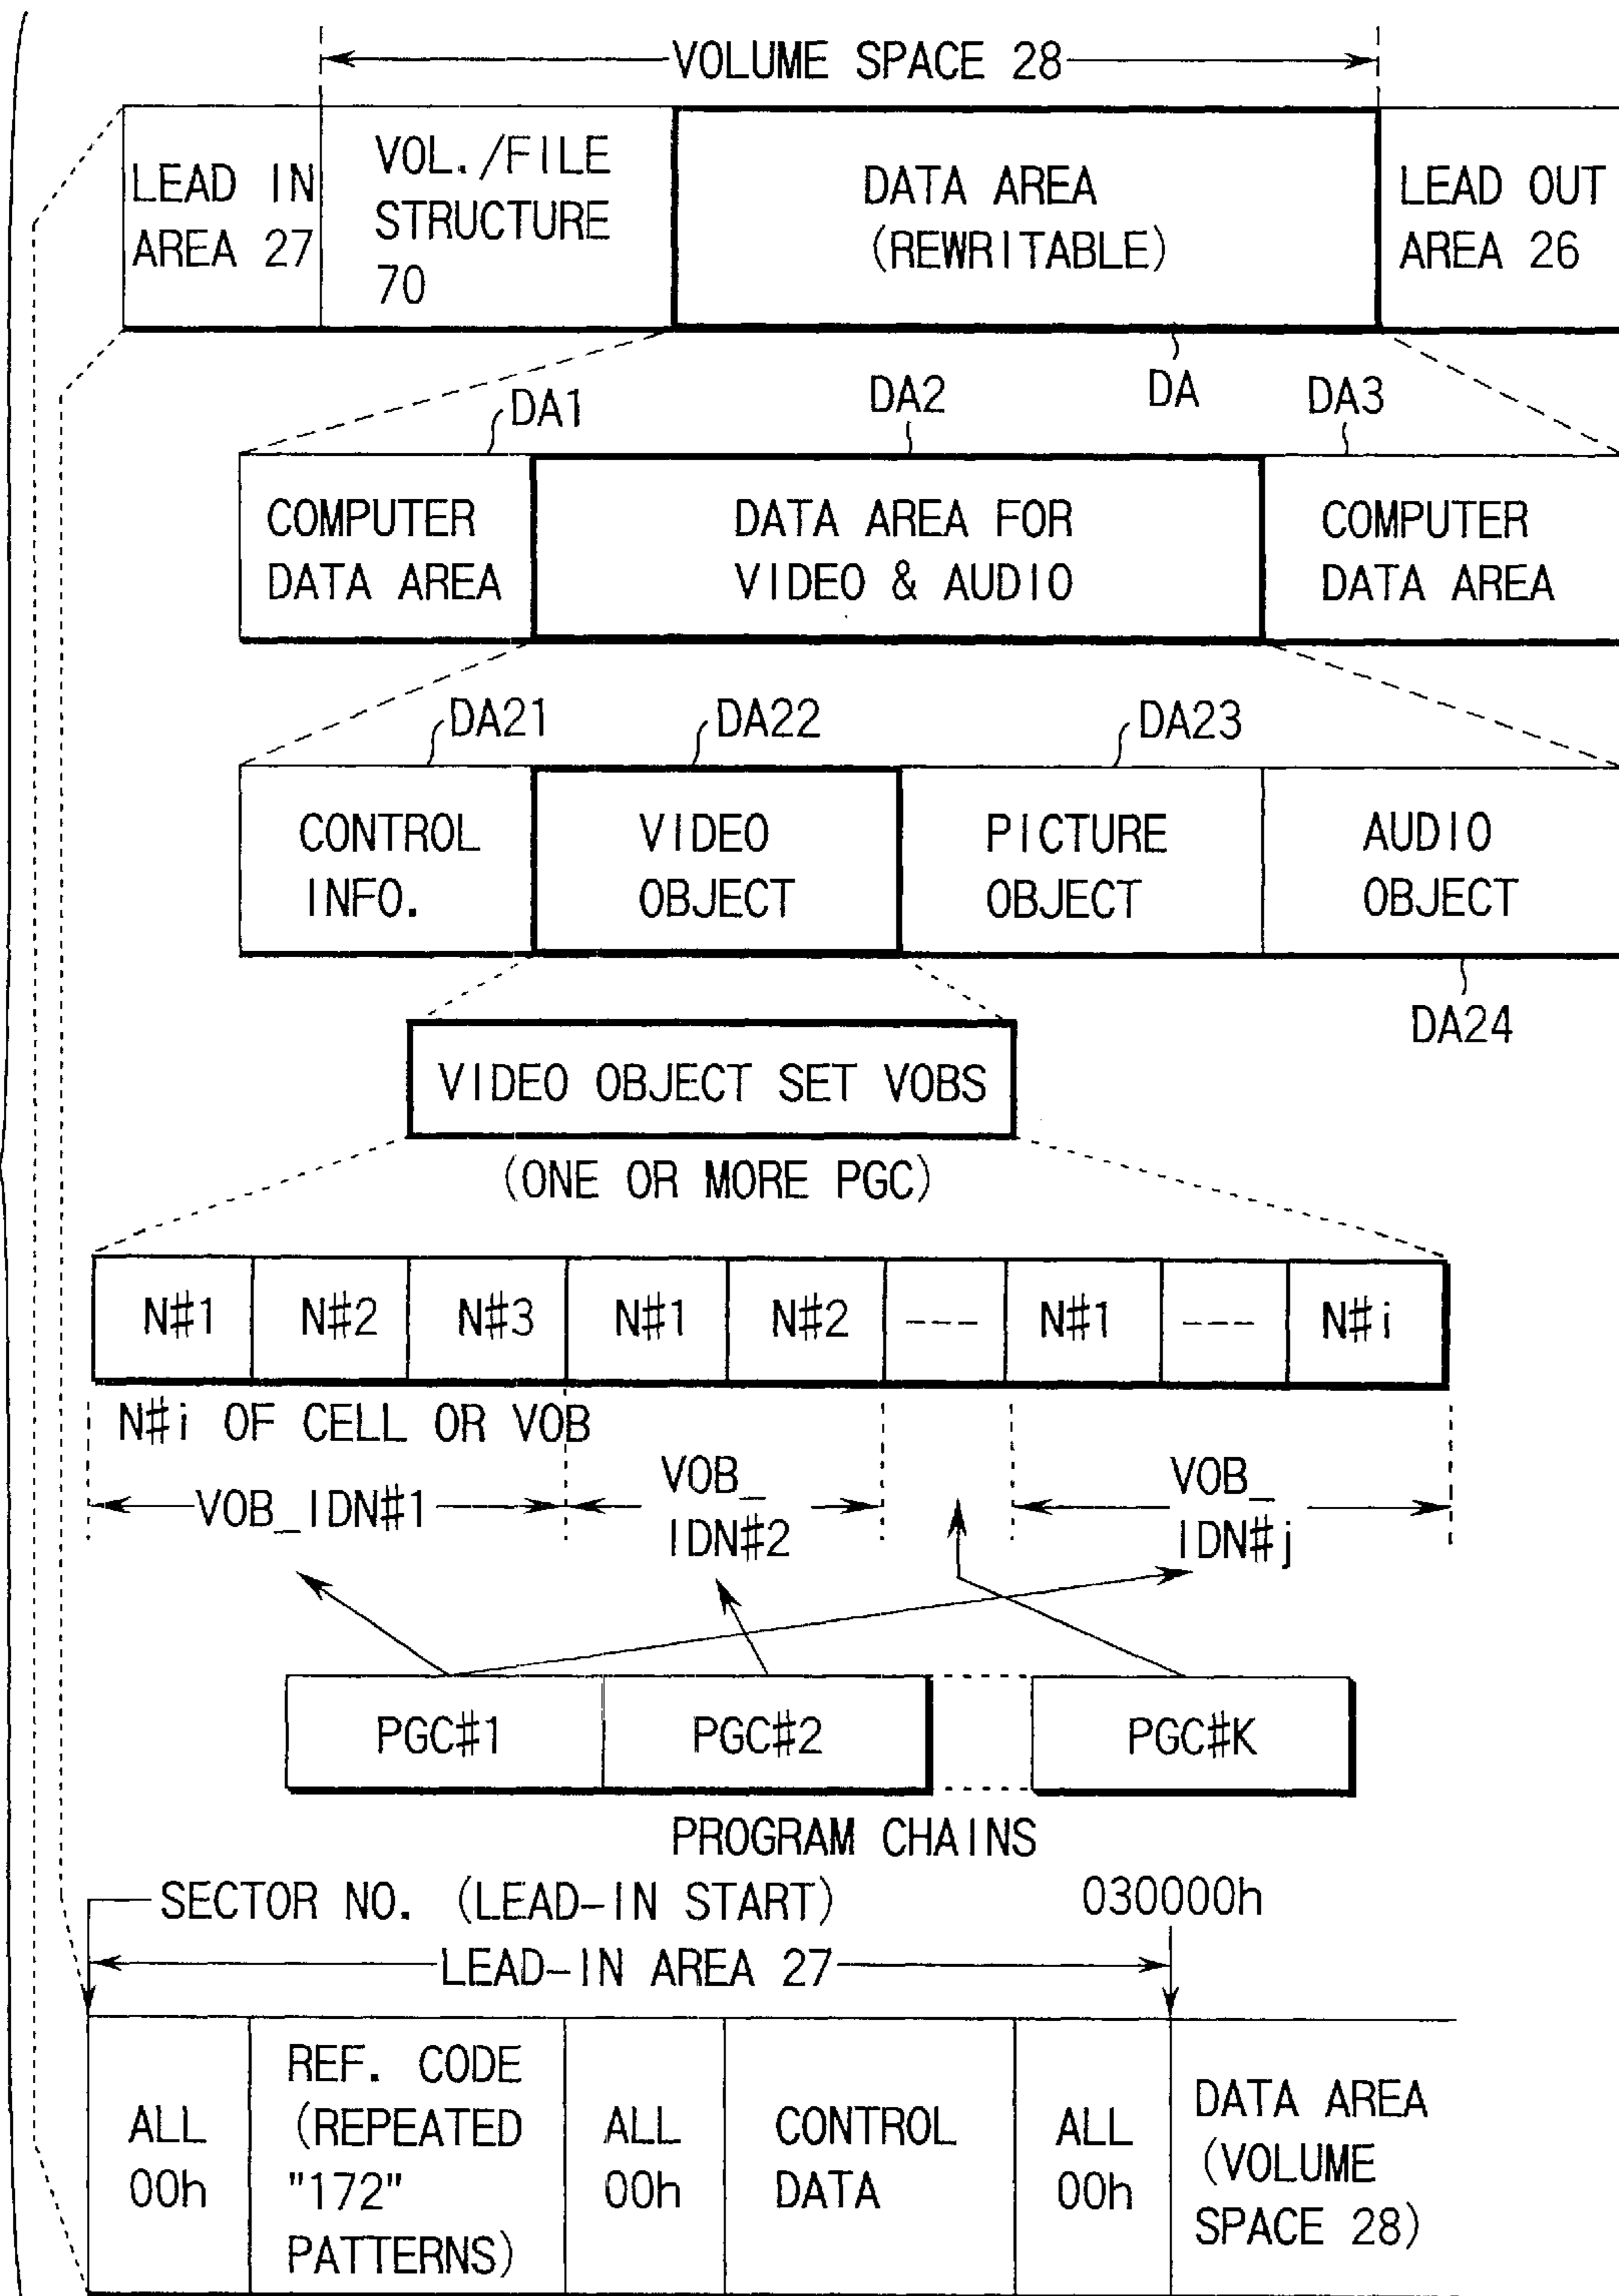 VOLUME SPACE 28
LEAD IN
AREA 27
VOL./FILE
STRUCTURE
70
DATA AREA
(REWRITABLE)
LEAD OUT
AREA 26
DA
DA1
DA2
DA3
COMPUTER
DATA AREA
DATA AREA FOR
VIDEO & AUDIO
COMPUTER
DATA AREA
DA21
DA22
DA23
CONTROL
INFO.
VIDEO
OBJECT
PICTURE
OBJECT
AUDIO
OBJECT
DA24
VIDEO OBJECT SET VOBS
(ONE OR MORE PGC)
N#1 N#2 N#3 N#1 N#2 --- N#1 --- N#i
N#i OF CELL OR VOB
VOB_IDN#1
VOB_
IDN#2
VOB_
IDN#j
PGC#1 PGC#2 PGC#K
PROGRAM CHAINS
SECTOR NO. (LEAD-IN START)
030000h
LEAD-IN AREA 27
ALL
00h
REF. CODE
(REPEATED
"172"
PATTERNS)
ALL
00h
CONTROL
DATA
ALL
00h
DATA AREA
(VOLUME
SPACE 28)